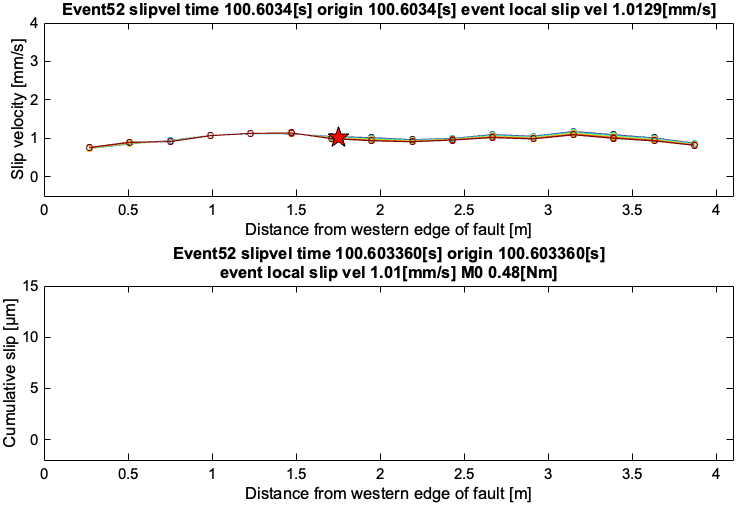 Event52 slipvel time 100.6034[s] origin 100.6034[s] event local slip vel 1.0129[mm/s]
4
3
2
1
0
Slip velocity [mm/s]
0 0.5 1 1.5 2 2.5 3 3.5 4
Distance from western edge of fault [m]
Event52 slipvel time 100.603360[s] origin 100.603360[s]
event local slip vel 1.01[mm/s] M0 0.48[Nm]
15
10
5
0
Cumulative slip [μm]
0 0.5 1 1.5 2 2.5 3 3.5 4
Distance from western edge of fault [m]